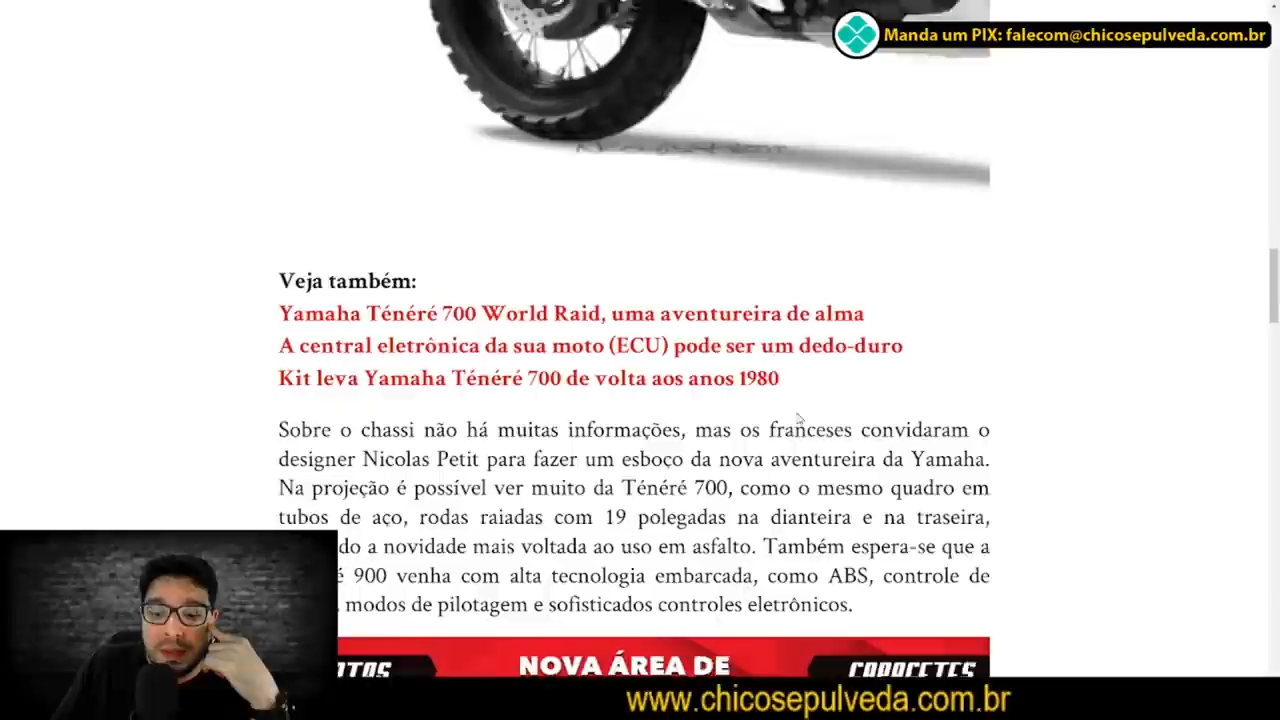 Manda um PIX: falecom@chicosepulveda.com.br
Veja também:
Yamaha Ténéré 700 World Raid, uma aventureira de alma
A central eletrônica da sua moto (ECU) pode ser um dedo-duro
Kit leva Yamaha Ténéré 700 de volta aos anos 1980
Sobre o chassi não há muitas informações, mas os franceses convidaram o
designer Nicolas Petit para fazer um esboço da nova aventureira da Yamaha.
Na projeção é possível ver muito da Ténéré 700, como o mesmo quadro em
tubos de aço, rodas raiadas com 19 polegadas na dianteira e na traseira,
do a novidade mais voltada ao uso em asfalto. Também espera-se que a
é 900 venha com alta tecnologia embarcada, como ABS, controle de
modos de pilotagem e sofisticados controles eletrônicos.
NOVA ÁREA DE
CAPACETES
www.chicosepulveda.com.br